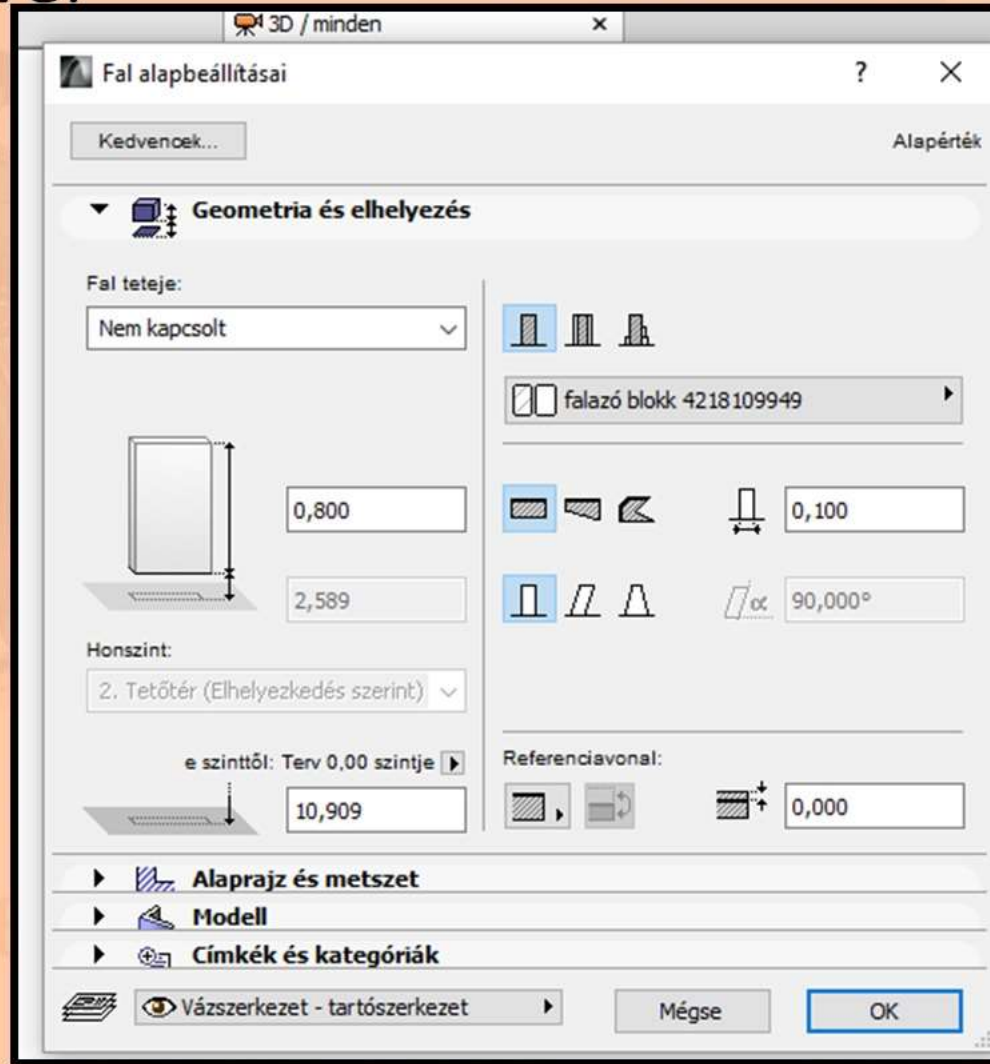 3D / minden
Fal alapbeállításai
Kedvencek...
Alapérték
Geometria és elhelyezés
Fal teteje:
Nem kapcsolt
falazó blokk 4218109949
0,800
0,100
2,589
α 90,000°
Honszint:
2. Tetőtér (Elhelyezkedés szerint)
e szinttől: Terv 0,00 szintje
Referenciavonal:
10,909
0,000
Alaprajz és metszet
Modell
Címkék és kategóriák
Vázszerkezet - tartószerkezet
Mégse
OK